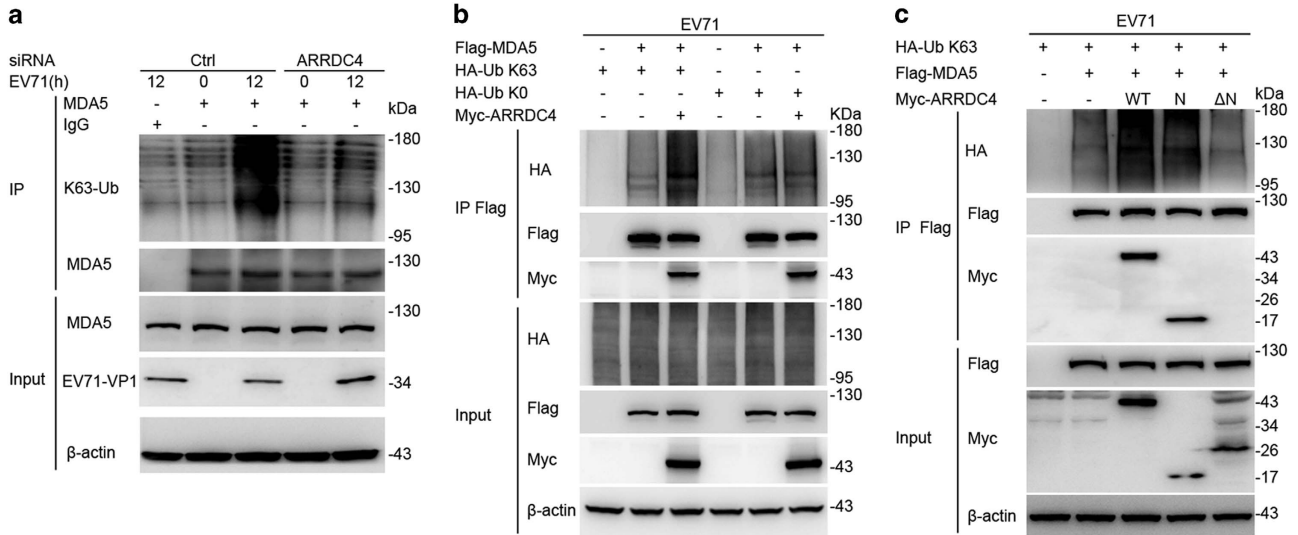 a
siRNA Ctrl ARRDC4
EV71(h) 12 0 12 0 12
MDA5 - + + + + kDa
IgG + - - - -
IP
K63-Ub
-180
-130
-95
MDA5
-130
Input
MDA5
-130
EV71-VP1
-34
β-actin
-43
b
EV71
Flag-MDA5 - + + - + +
HA-Ub K63 + + + - - -
HA-Ub K0 - - - + + +
Myc-ARRDC4 - - + - - + KDa
IP Flag
HA
-180
-130
-95
Flag
-130
Myc
-43
Input
HA
-180
-130
-95
Flag
-130
Myc
-43
β-actin
-43
c
EV71
HA-Ub K63 + + + + +
Flag-MDA5 - + + + +
Myc-ARRDC4 - - WT N ΔN kDa
IP Flag
HA
-180
-130
-95
Flag
-130
Myc
-43
-34
-26
-17
Input
Flag
-130
Myc
-43
-34
-26
-17
β-actin
-43